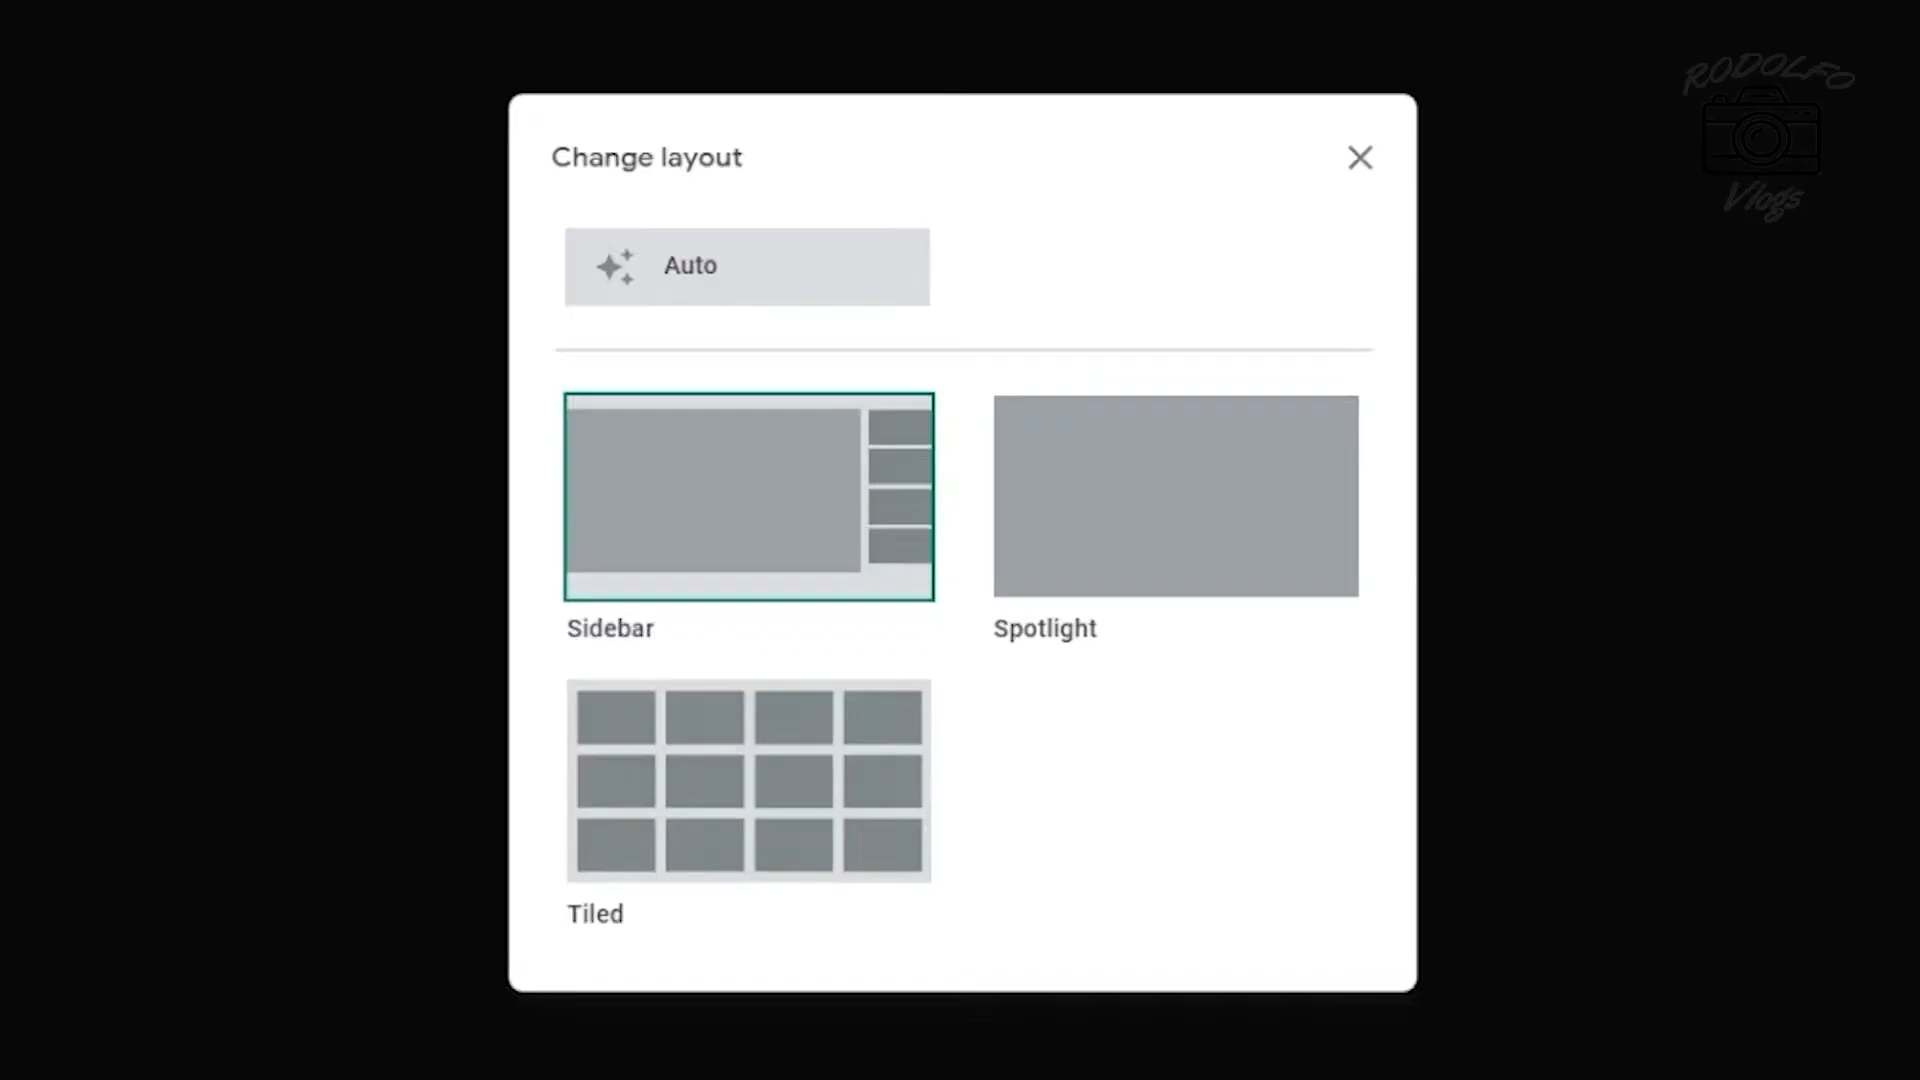 RODOLFO
Vlogs
Change layout
Auto
Sidebar
Spotlight
Tiled